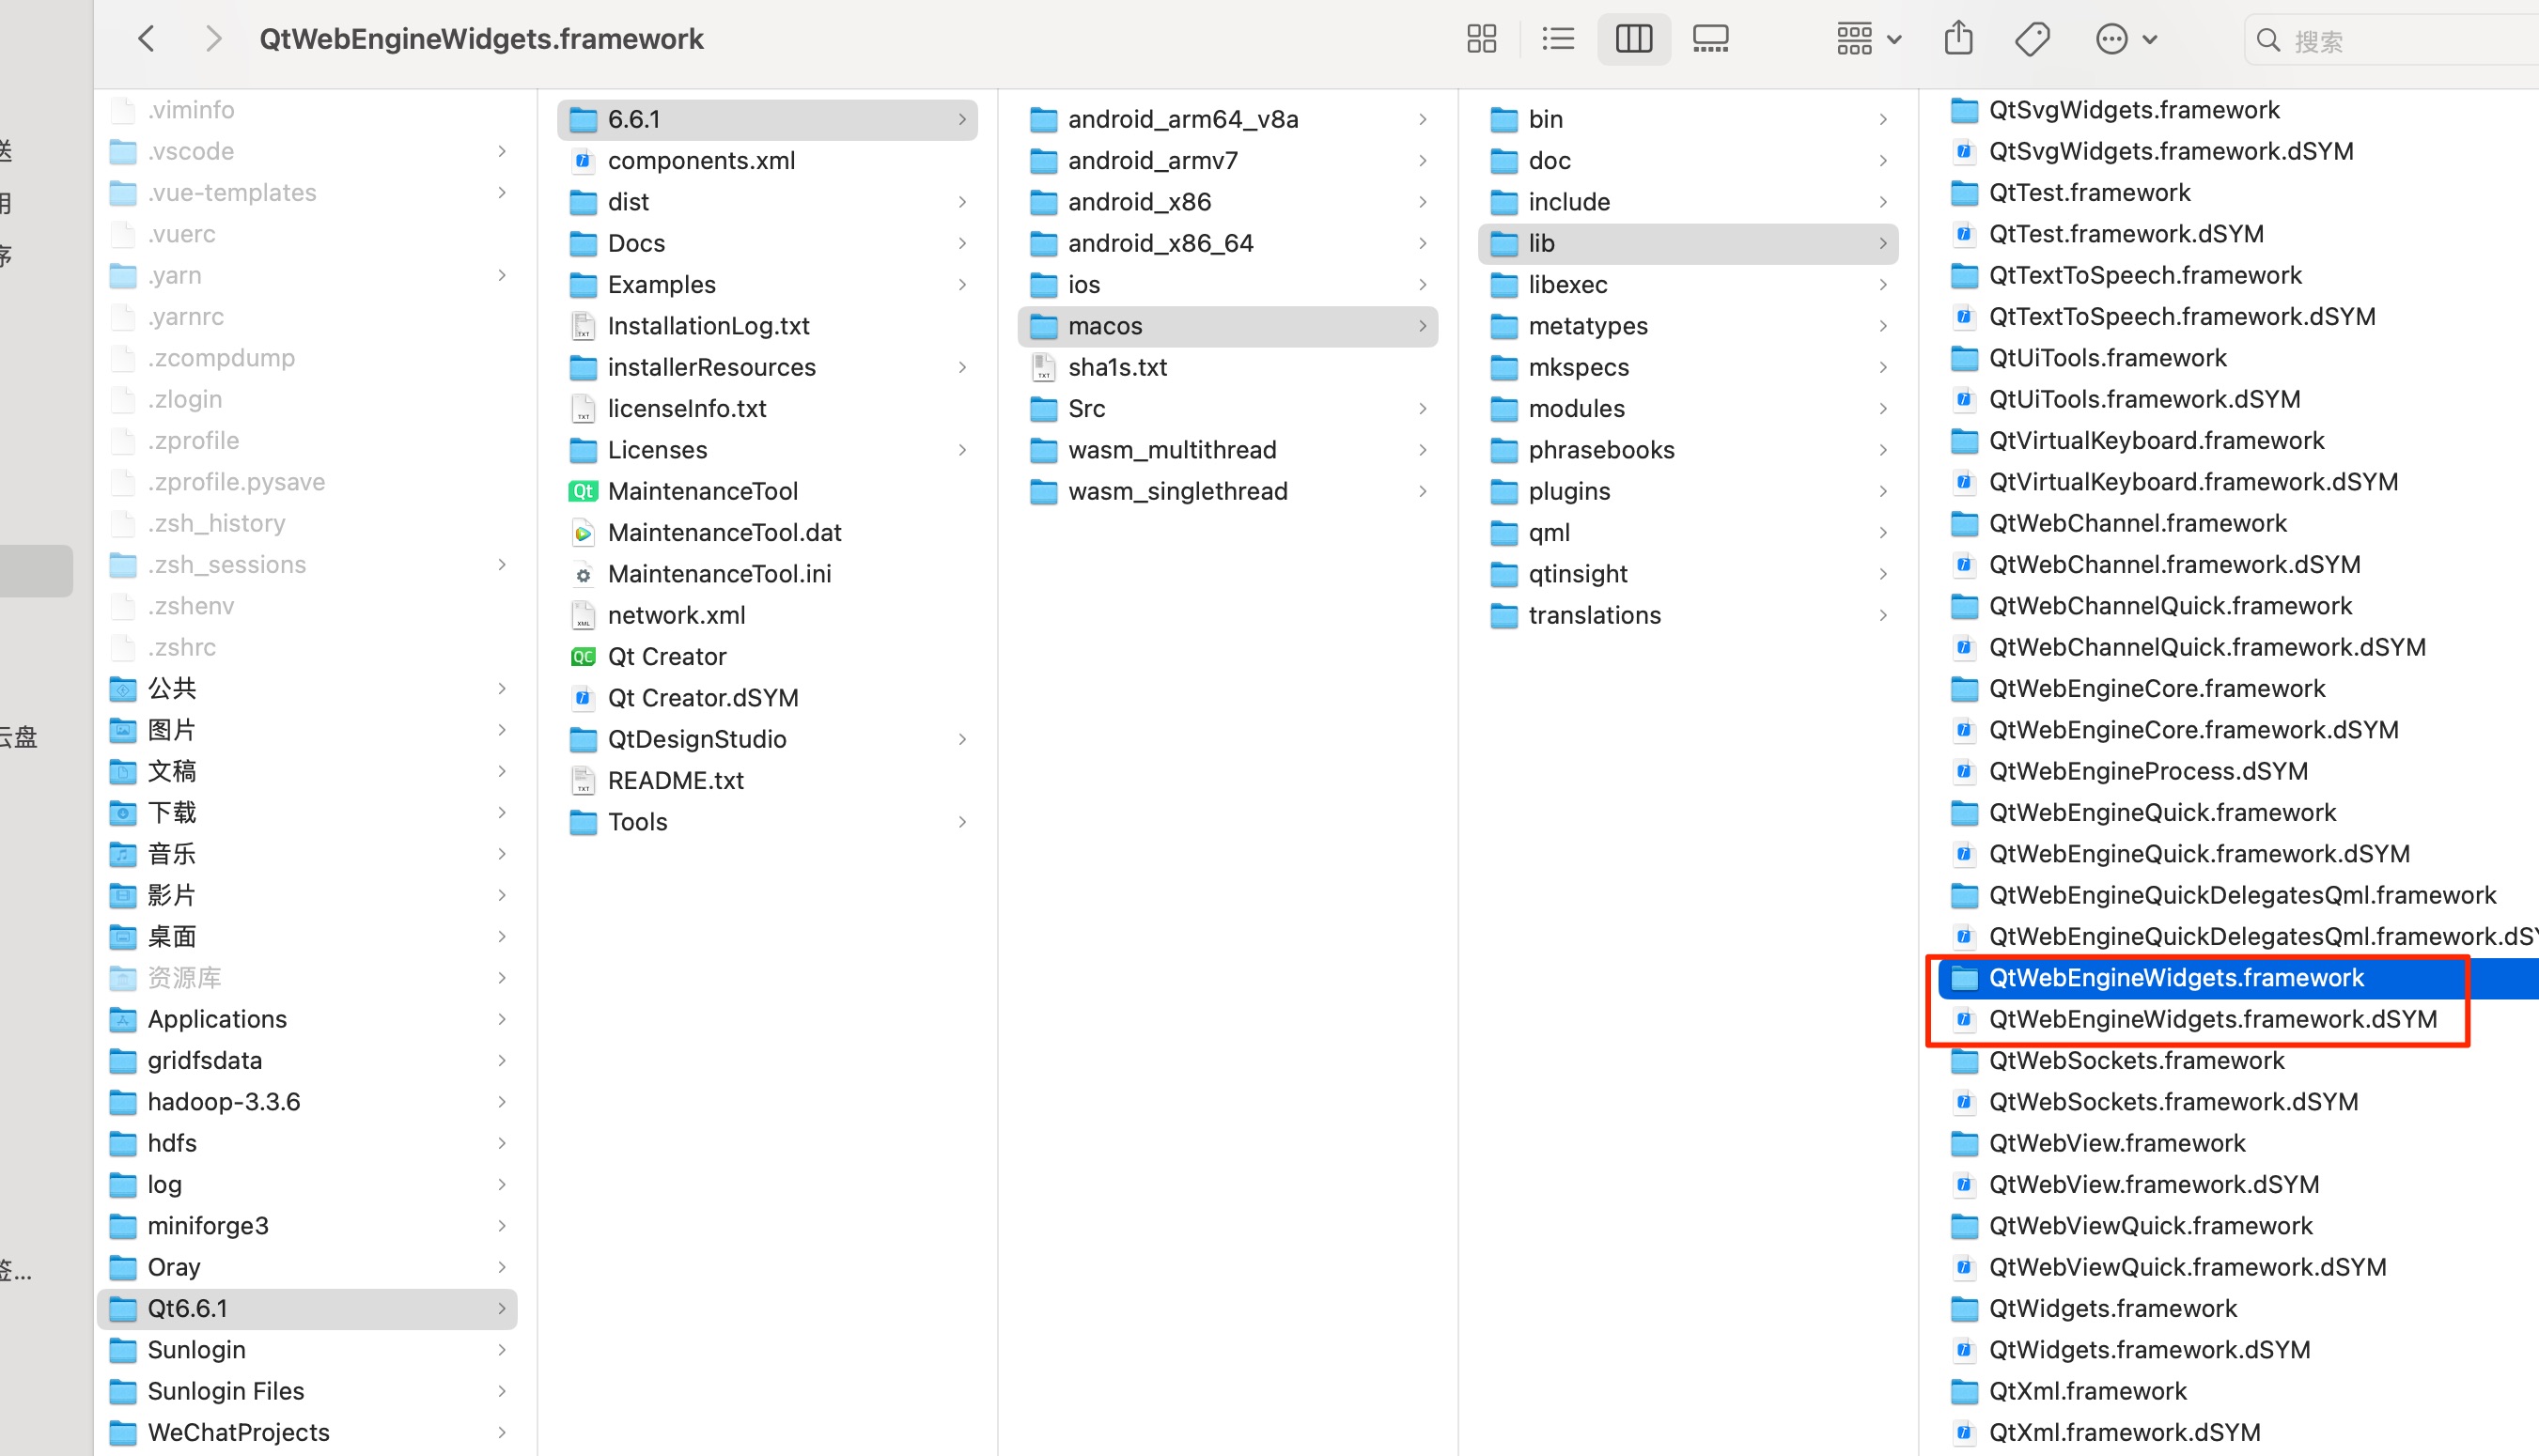 QtWebEngineWidgets.framework
搜索
送
用
序
云盘
签...
.viminfo
.vscode
.vue-templates
.vuerc
.yarn
.yarnrc
.zcompdump
.zlogin
.zprofile
.zprofile.pysave
.zsh_history
.zsh_sessions
.zshenv
.zshrc
公共
图片
文稿
下载
音乐
影片
桌面
资源库
Applications
gridfsdata
hadoop-3.3.6
hdfs
log
miniforge3
Oray
Qt6.6.1
Sunlogin
Sunlogin Files
WeChatProjects
6.6.1
components.xml
dist
Docs
Examples
InstallationLog.txt
installerResources
licenseInfo.txt
Licenses
MaintenanceTool
MaintenanceTool.dat
MaintenanceTool.ini
network.xml
Qt Creator
Qt Creator.dSYM
QtDesignStudio
README.txt
Tools
android_arm64_v8a
android_armv7
android_x86
android_x86_64
ios
macos
sha1s.txt
Src
wasm_multithread
wasm_singlethread
bin
doc
include
lib
libexec
metatypes
mkspecs
modules
phrasebooks
plugins
qml
qtinsight
translations
QtSvgWidgets.framework
QtSvgWidgets.framework.dSYM
QtTest.framework
QtTest.framework.dSYM
QtTextToSpeech.framework
QtTextToSpeech.framework.dSYM
QtUiTools.framework
QtUiTools.framework.dSYM
QtVirtualKeyboard.framework
QtVirtualKeyboard.framework.dSYM
QtWebChannel.framework
QtWebChannel.framework.dSYM
QtWebChannelQuick.framework
QtWebChannelQuick.framework.dSYM
QtWebEngineCore.framework
QtWebEngineCore.framework.dSYM
QtWebEngineProcess.dSYM
QtWebEngineQuick.framework
QtWebEngineQuick.framework.dSYM
QtWebEngineQuickDelegatesQml.framework
QtWebEngineQuickDelegatesQml.framework.dSY
QtWebEngineWidgets.framework
QtWebEngineWidgets.framework.dSYM
QtWebSockets.framework
QtWebSockets.framework.dSYM
QtWebView.framework
QtWebView.framework.dSYM
QtWebViewQuick.framework
QtWebViewQuick.framework.dSYM
QtWidgets.framework
QtWidgets.framework.dSYM
QtXml.framework
QtXml.framework.dSYM